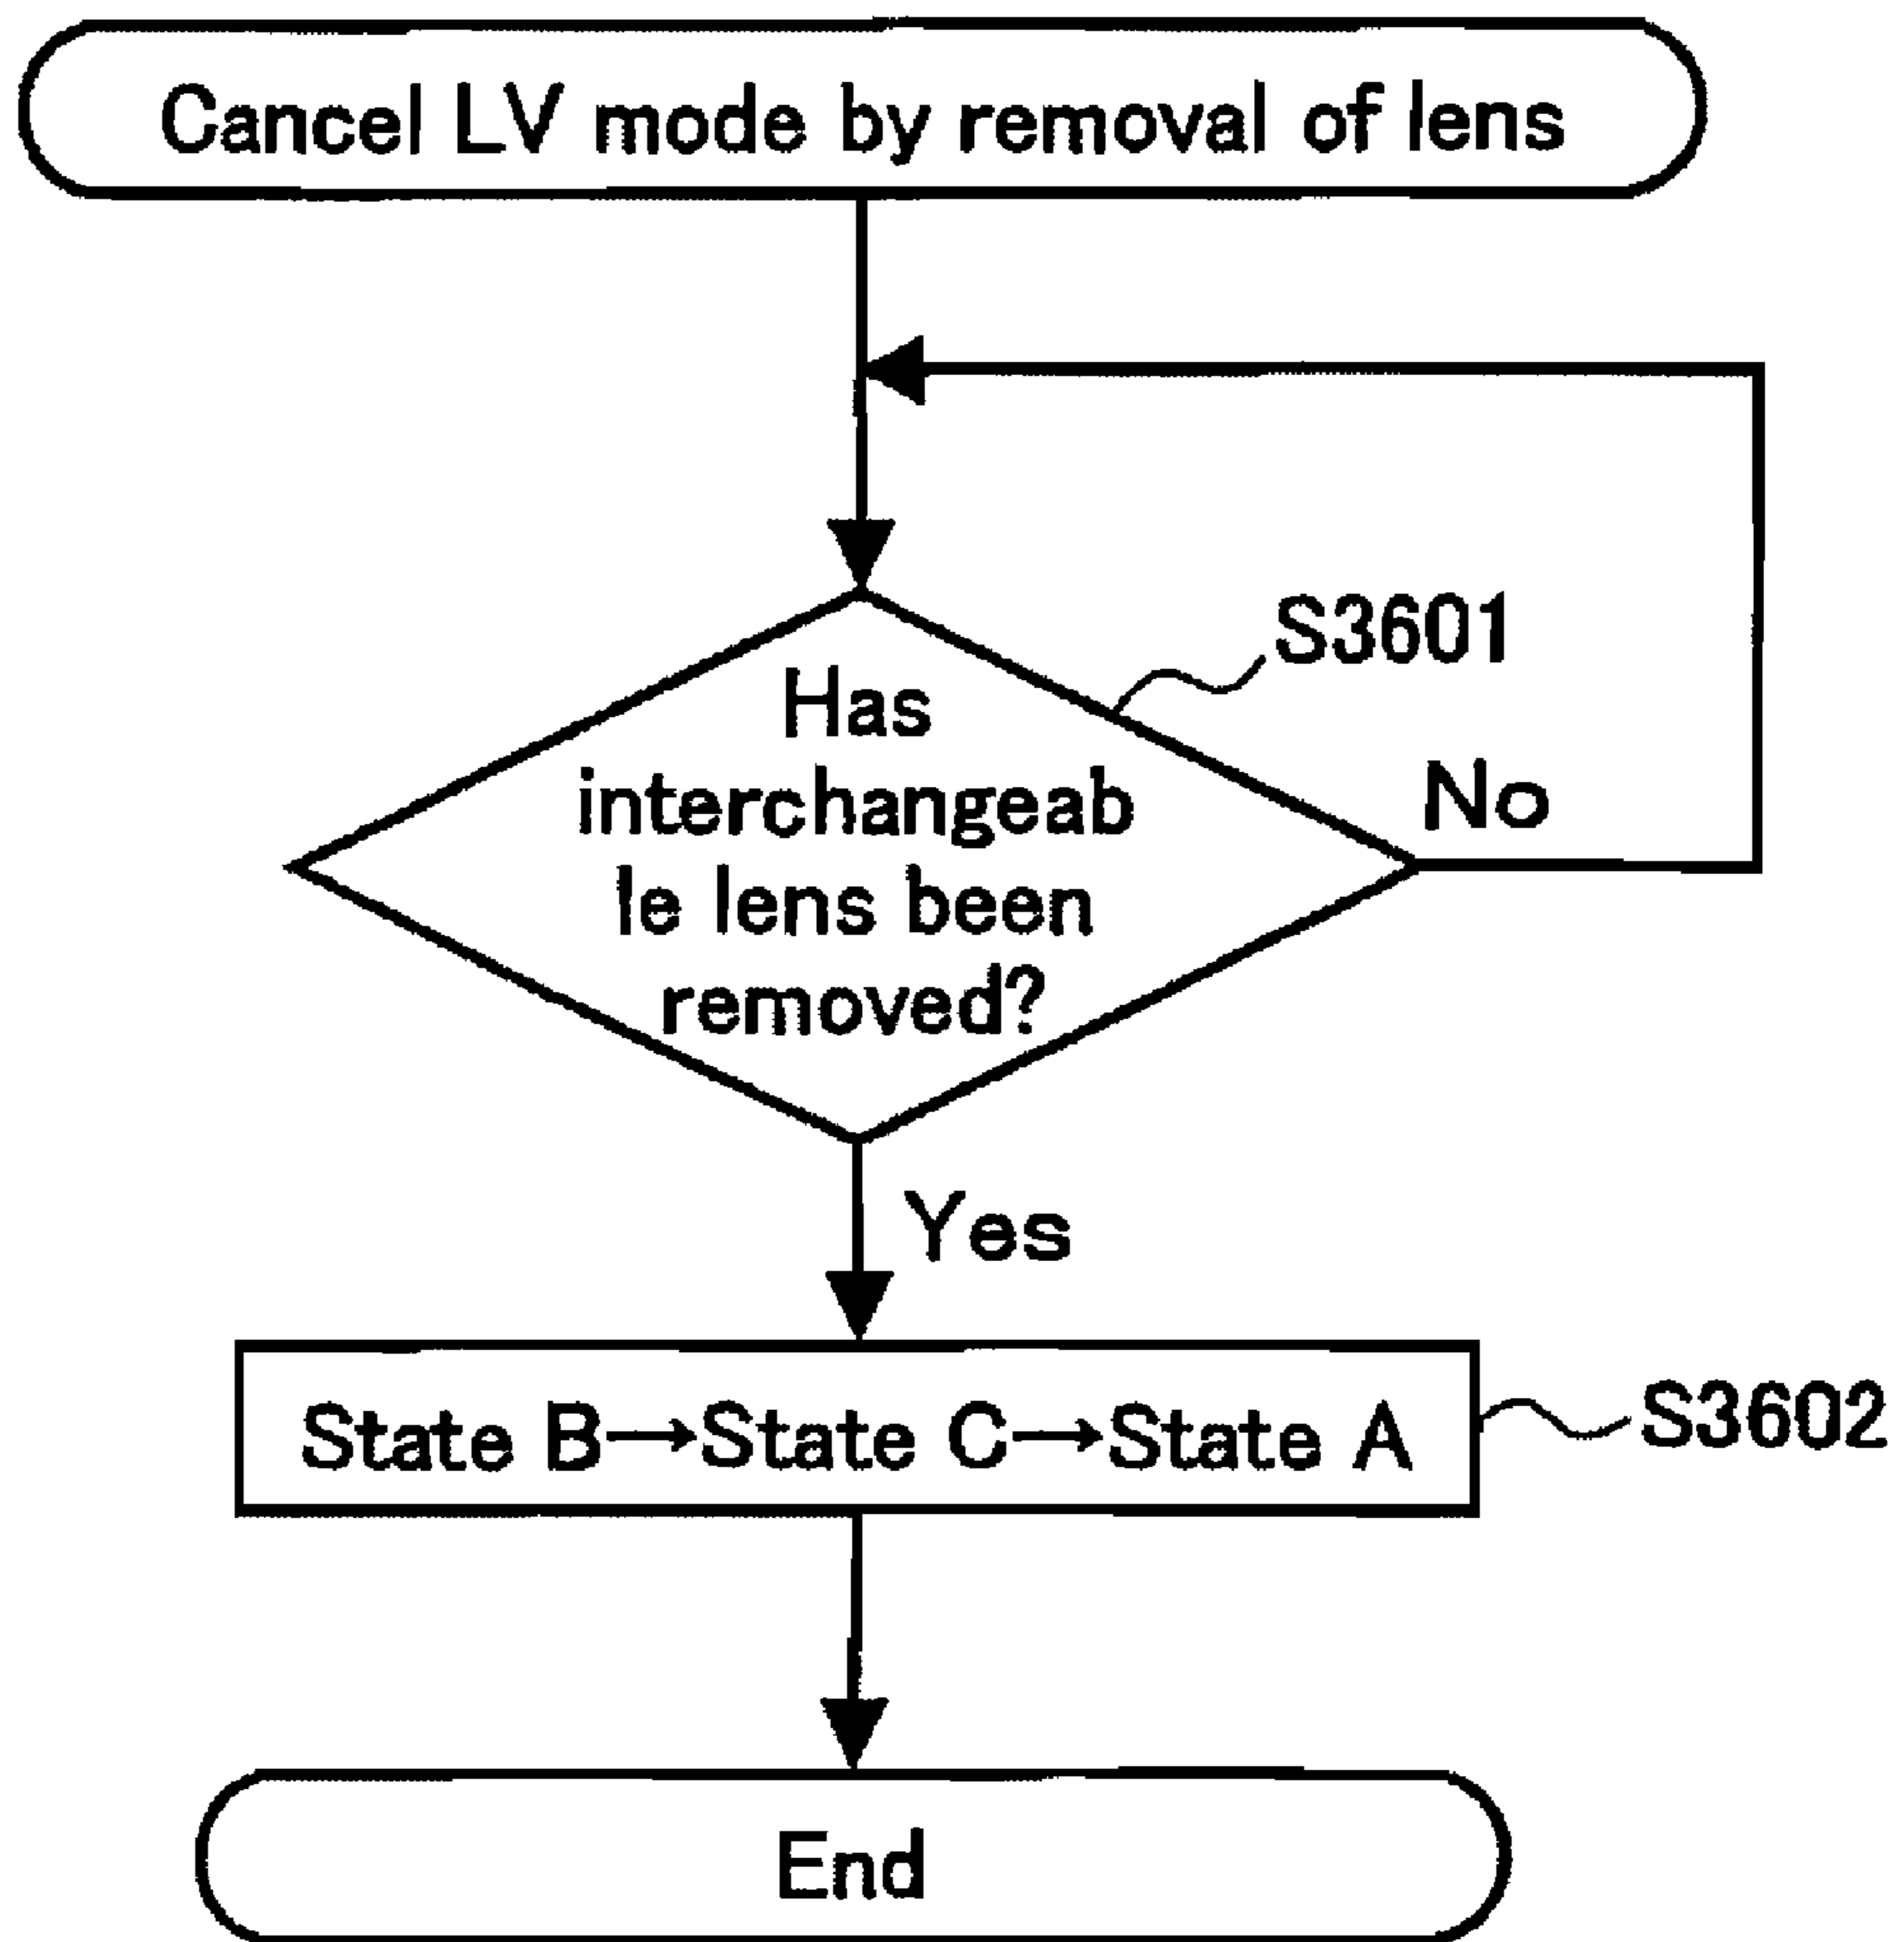 Cancel LV mode by removal of lens
S3601
Has
interchangeab
le lens been
removed?
No
Yes
State B→State C→State A
S3602
End